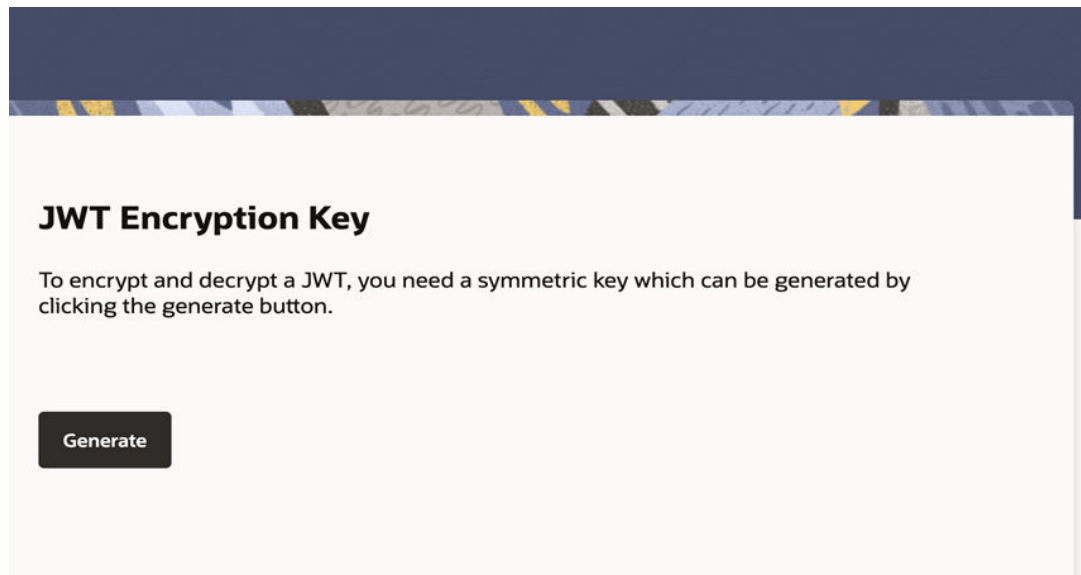 JWT Encryption Key
To encrypt and decrypt a JWT, you need a symmetric key which can be generated by
clicking the generate button.
Generate